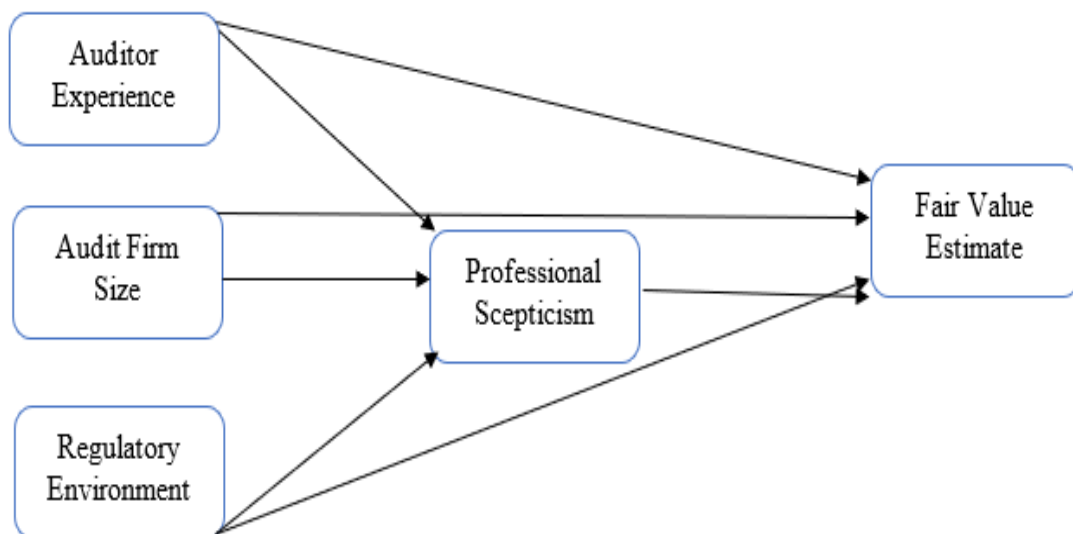 Auditor
Experience
Audit Firm
Size
Regulatory
Environment
Professional
Scepticism
Fair Value
Estimate